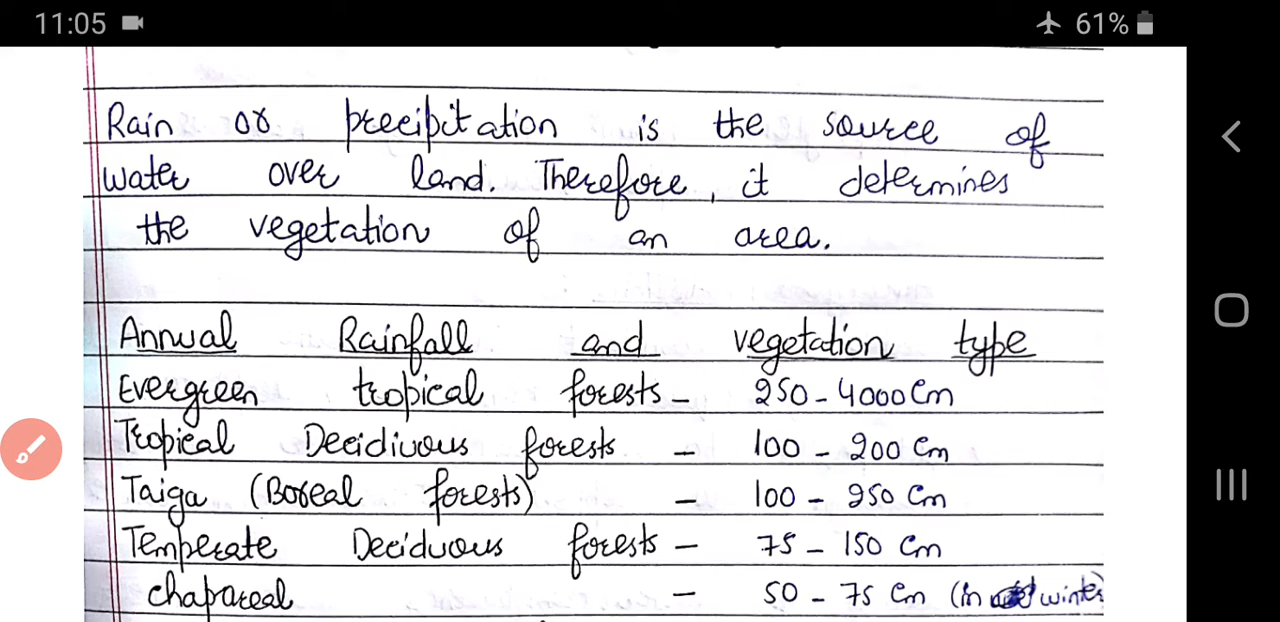 11:05
61%
Rain or precipitation is the source of
water over land. Therefore, it determines
the vegetation of an area.
Annual Rainfall and vegetation type
Evergreen tropical forests - 250 - 4000 cm
Tropical Decidiuous forests - 100 - 200 cm
Taiga (Boreal forests) - 100 - 250 cm
Temperate Deciduous forests - 75 - 150 cm
chapareal - 50 - 75 cm (in winter